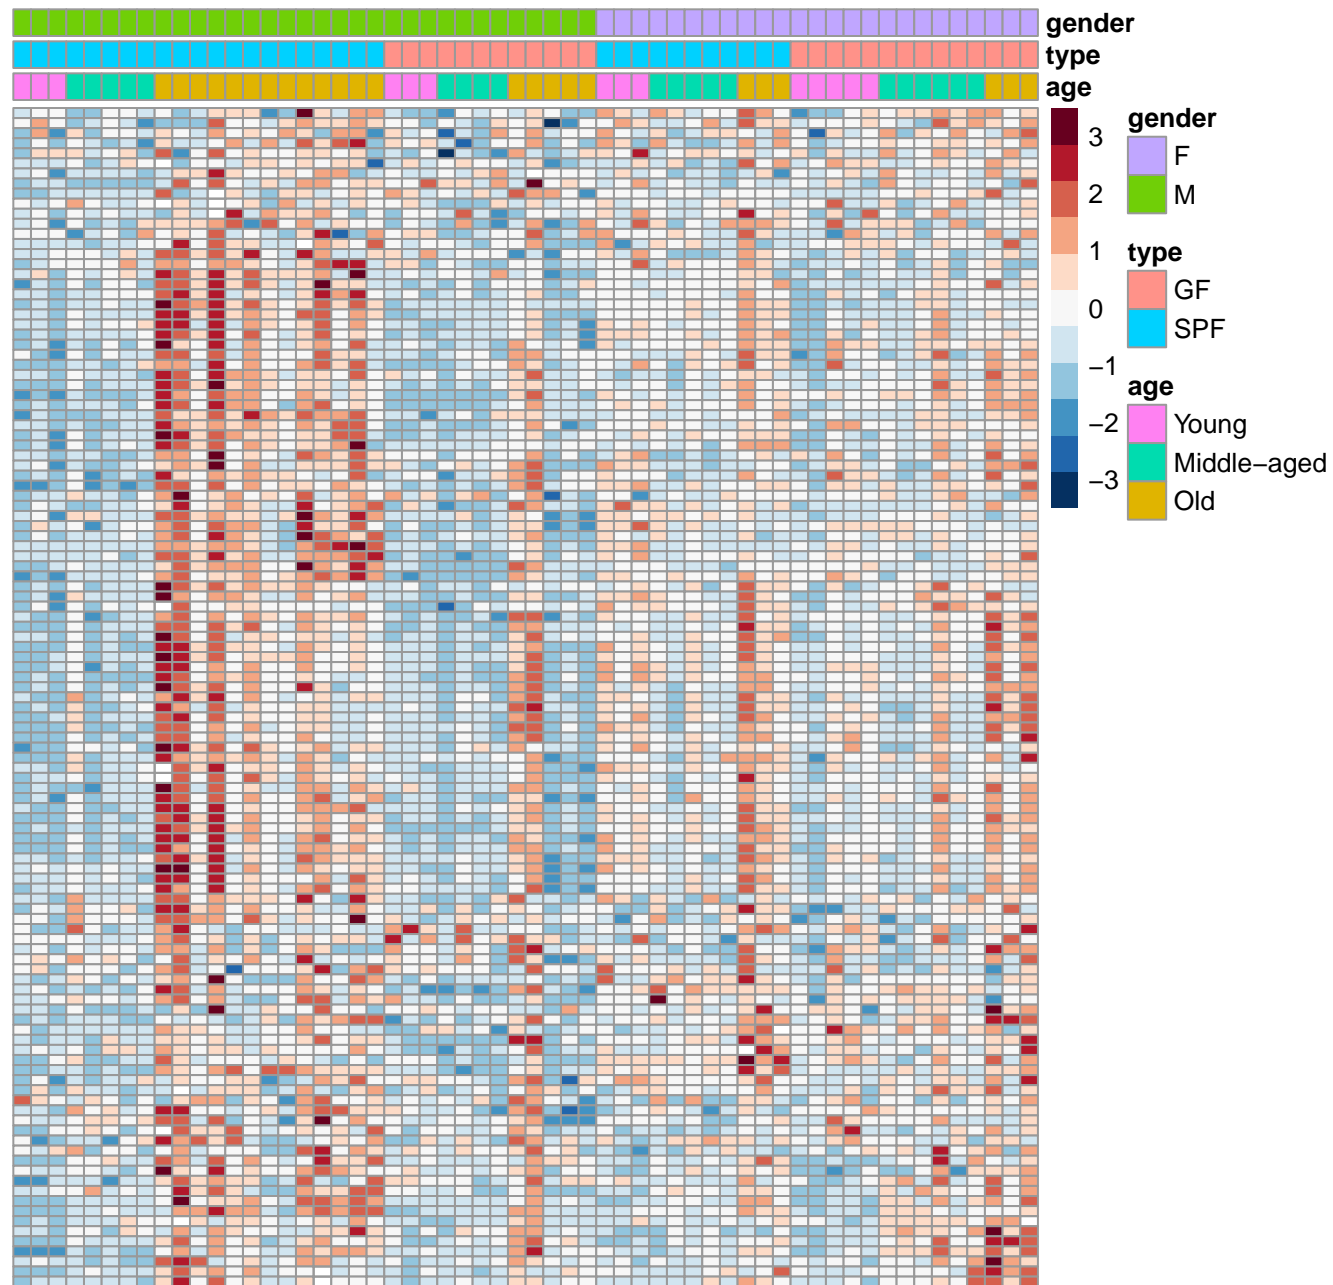 gender
type
age
3
2
1
0
−1
−2
−3
gender
F
M
type
GF
SPF
age
Young
Middle−aged
Old